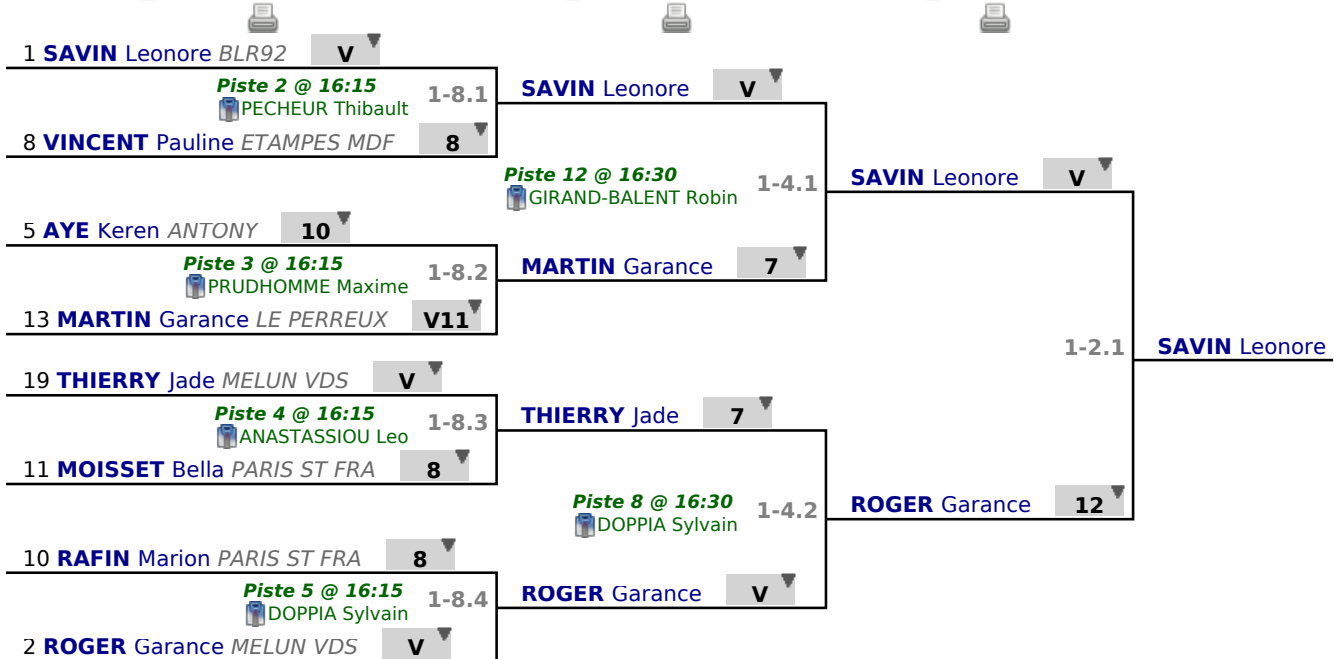 1 SAVIN Leonore BLR92 V
Piste 2 @ 16:15
PECHEUR Thibault
1-8.1
8 VINCENT Pauline ETAMPES MDF 8
5 AYE Keren ANTONY 10
Piste 3 @ 16:15
PRUDHOMME Maxime
1-8.2
13 MARTIN Garance LE PERREUX V11
19 THIERRY Jade MELUN VDS V
Piste 4 @ 16:15
ANASTASSIOU Leo
1-8.3
11 MOISSET Bella PARIS ST FRA 8
10 RAFIN Marion PARIS ST FRA 8
Piste 5 @ 16:15
DOPPIA Sylvain
1-8.4
2 ROGER Garance MELUN VDS V
SAVIN Leonore V
Piste 12 @ 16:30
GIRAND-BALENT Robin
1-4.1
MARTIN Garance 7
THIERRY Jade 7
Piste 8 @ 16:30
DOPPIA Sylvain
1-4.2
ROGER Garance V
SAVIN Leonore V
1-2.1
ROGER Garance 12
SAVIN Leonore